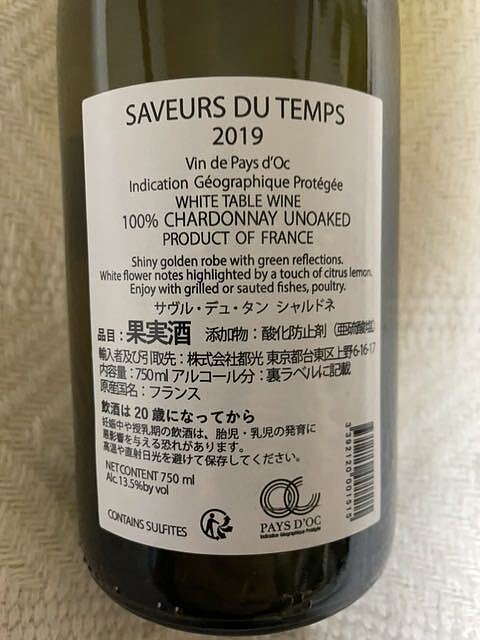 SAVEURS DU TEMPS
2019
Vin de Pays d'Oc
Indication Géographique Protégée
WHITE TABLE WINE
100% CHARDONNAY UNOAKED
PRODUCT OF FRANCE
Shiny golden robe with green reflections.
White flower notes highlighted by a touch of citrus lemon.
Enjoy with grilled or sauted fishes, poultry.
サヴル・デュ・タン シャルドネ
品目：果実酒 添加物：酸化防止剤（亜硫酸塩）
輸入者及び引取先：株式会社都光 東京都台東区上野6-16-17
内容量：750ml アルコール分：裏ラベルに記載
原産国名：フランス
飲酒は20歳になってから
妊娠中や授乳期の飲酒は、胎児・乳児の発育に
悪影響を与える恐れがあります。
高温や直射日光を避けて保存してください。
NET CONTENT 750 ml
Alc. 13.5% by vol
CONTAINS SULFITES
PAYS D'OC
Indication Géographique Protégée
3 392120 001515